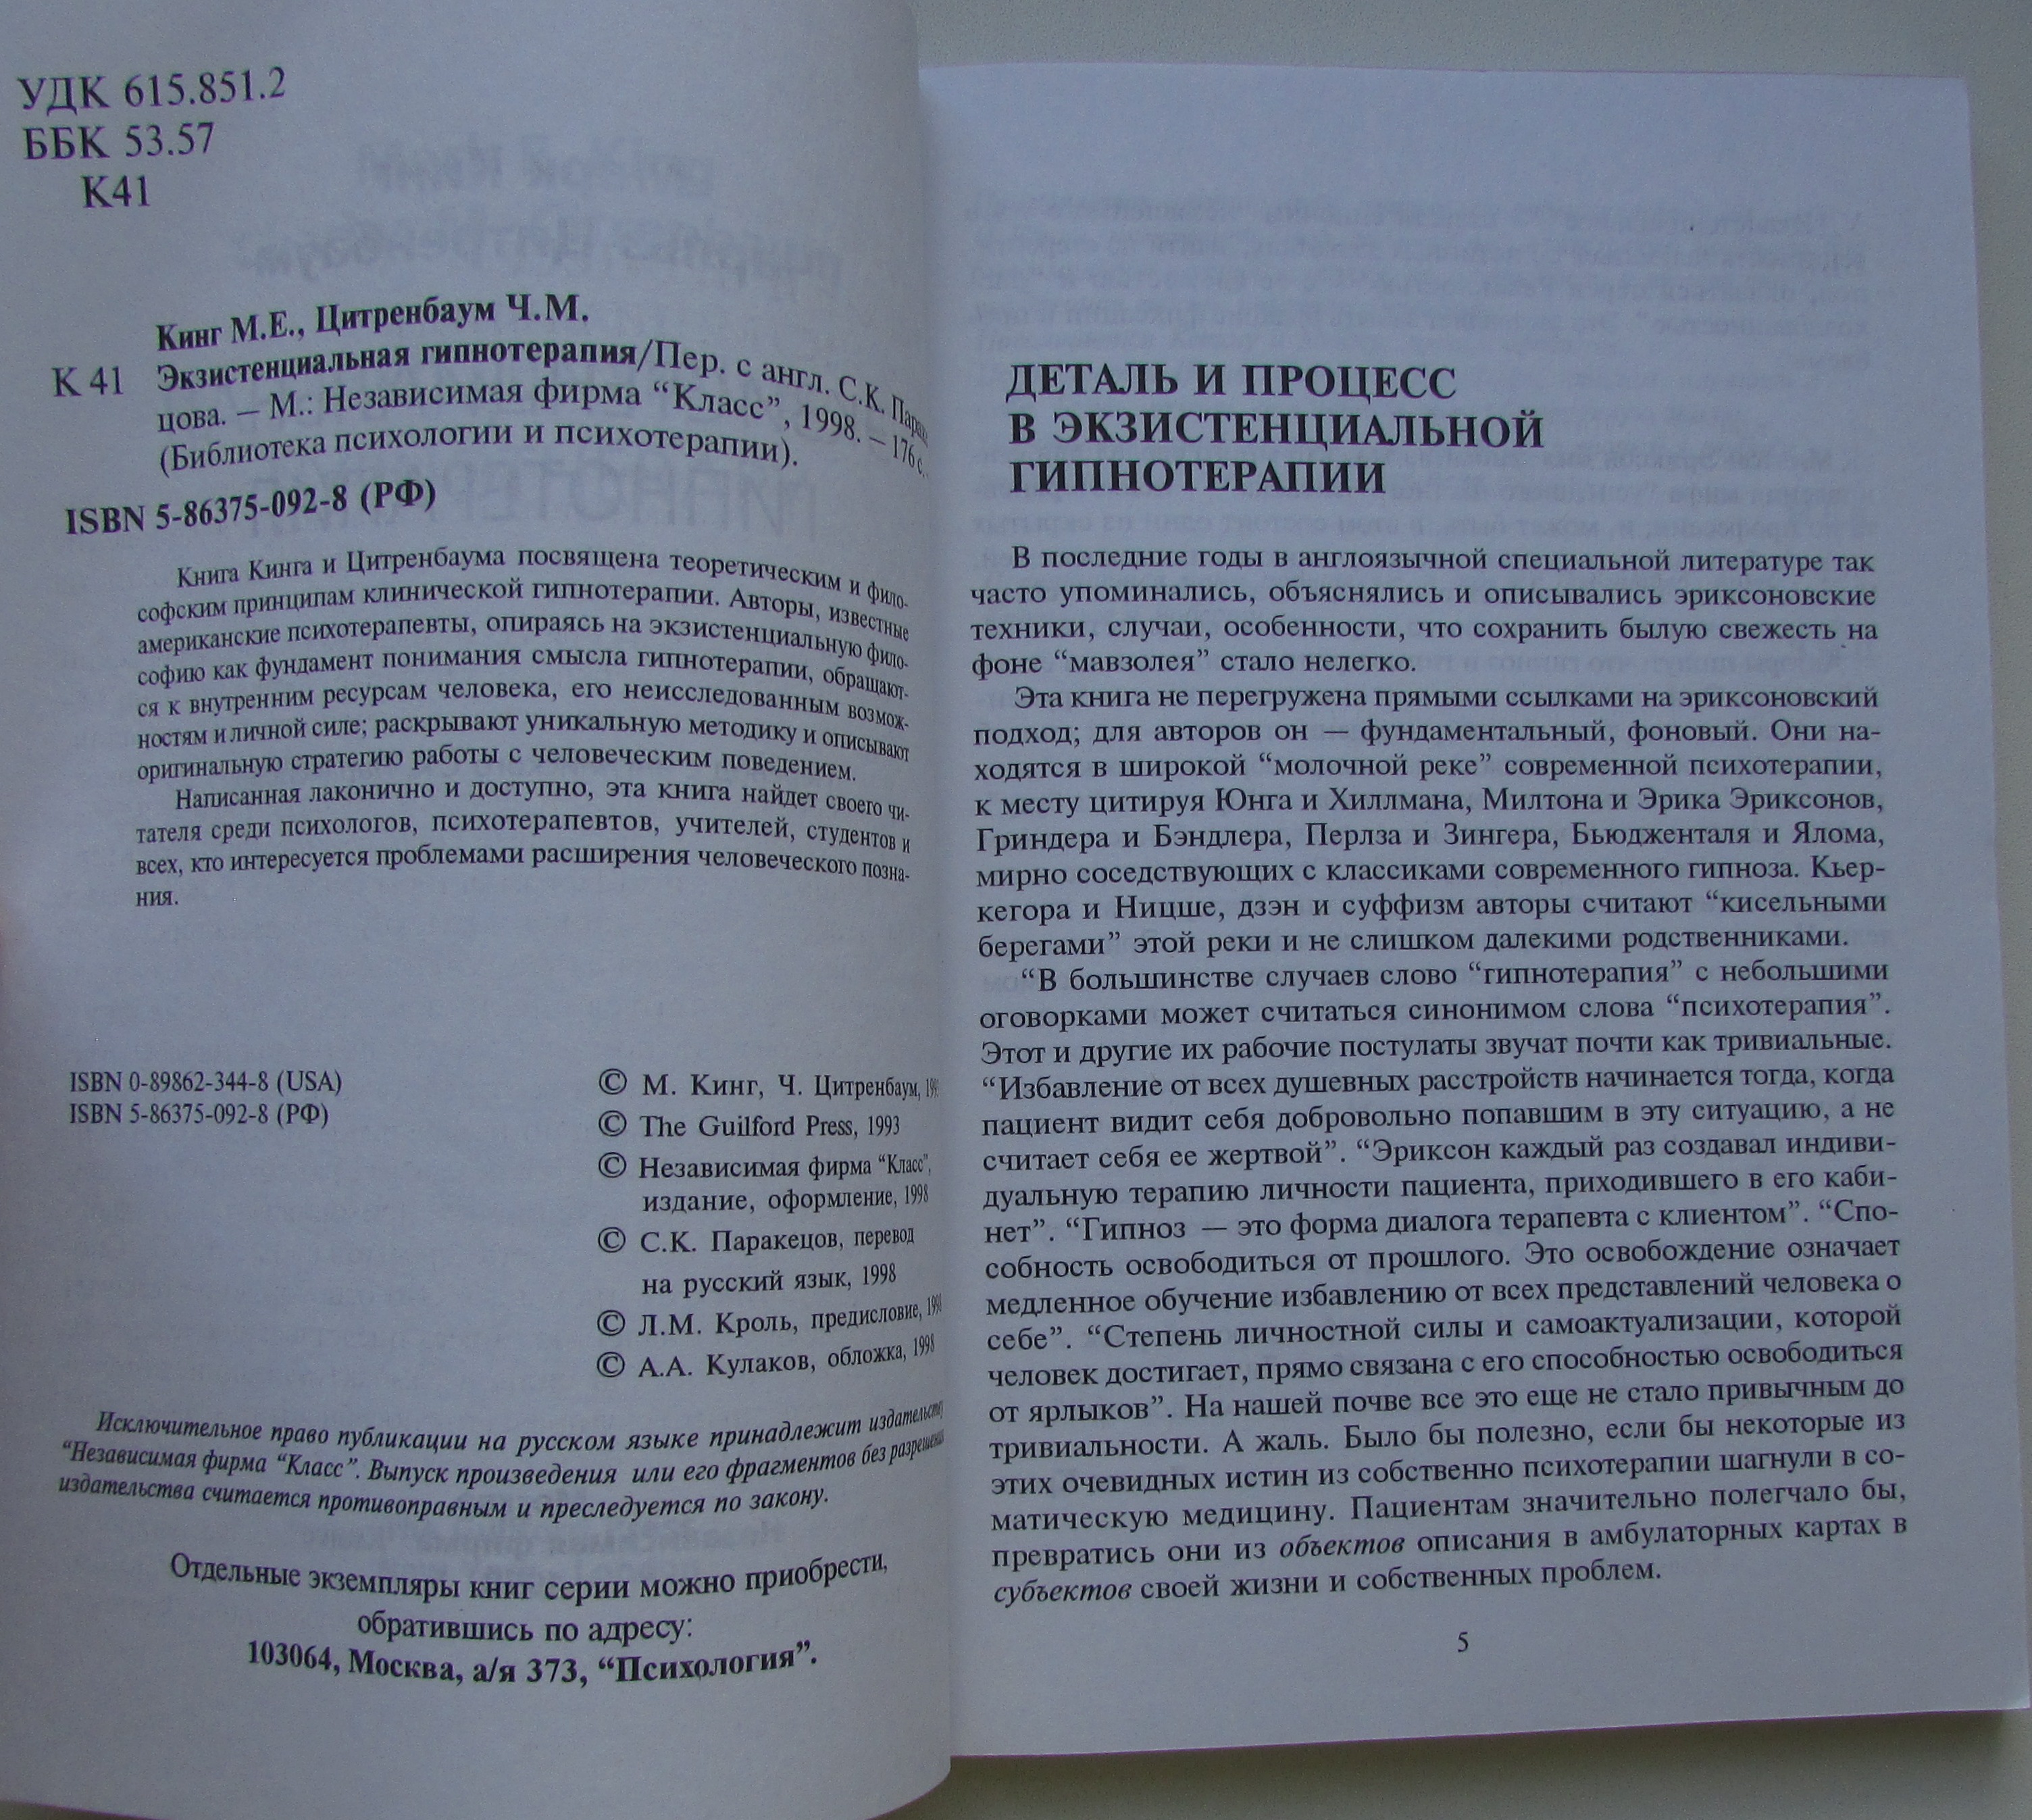 УДК 615.851.2
ББК 53.57
К41
Кинг М.Е., Цитренбаум Ч.М.
К 41 Экзистенциальная гипнотерапия/Пер. с англ. С.К. Параке-
цова. — М.: Независимая фирма “Класс”, 1998. — 176 с.
(Библиотека психологии и психотерапии).
ISBN 5-86375-092-8 (РФ)
Книга Кинга и Цитренбаума посвящена теоретическим и фило-
софским принципам клинической гипнотерапии. Авторы, известные
американские психотерапевты, опираясь на экзистенциальную фило-
софию как фундамент понимания смысла гипнотерапии, обращают-
ся к внутренним ресурсам человека, его неисследованным возмож-
ностям и личной силе; раскрывают уникальную методику и описывают
оригинальную стратегию работы с человеческим поведением.
Написанная лаконично и доступно, эта книга найдет своего чи-
тателя среди психологов, психотерапевтов, учителей, студентов и
всех, кто интересуется проблемами расширения человеческого позна-
ния.
ISBN 0-89862-344-8 (USA)
ISBN 5-86375-092-8 (РФ)
© М. Кинг, Ч. Цитренбаум,
© The Guilford Press, 1993
© Независимая фирма “Класс”,
издание, оформление, 1998
© С.К. Паракецов, перевод
на русский язык, 1998
© Л.М. Кроль, предисловие, 1998
© А.А. Кулаков, обложка, 1998
Исключительное право публикации на русском языке принадлежит издательству
“Независимая фирма “Класс”. Выпуск произведения или его фрагментов без разрешения
издательства считается противоправным и преследуется по закону.
Отдельные экземпляры книг серии можно приобрести,
обратившись по адресу:
103064, Москва, а/я 373, “Психология”.
ДЕТАЛЬ И ПРОЦЕСС
В ЭКЗИСТЕНЦИАЛЬНОЙ
ГИПНОТЕРАПИИ
В последние годы в англоязычной специальной литературе так
часто упоминались, объяснялись и описывались эриксоновские
техники, случаи, особенности, что сохранить былую свежесть на
фоне “мавзолея” стало нелегко.
Эта книга не перегружена прямыми ссылками на эриксоновский
подход; для авторов он — фундаментальный, фоновый. Они на-
ходятся в широкой “молочной реке” современной психотерапии,
к месту цитируя Юнга и Хиллмана, Милтона и Эрика Эриксонов,
Гриндера и Бэндлера, Перлза и Зингера, Бьюдженталя и Ялома,
мирно соседствующих с классиками современного гипноза. Кьер-
кегора и Ницше, дзэн и суффизм авторы считают “кисельными
берегами” этой реки и не слишком далекими родственниками.
“В большинстве случаев слово “гипнотерапия” с небольшими
оговорками может считаться синонимом слова “психотерапия”.
Этот и другие их рабочие постулаты звучат почти как тривиальные.
“Избавление от всех душевных расстройств начинается тогда, когда
пациент видит себя добровольно попавшим в эту ситуацию, а не
считает себя ее жертвой”. “Эриксон каждый раз создавал индиви-
дуальную терапию личности пациента, приходившего в его каби-
нет”. “Гипноз — это форма диалога терапевта с клиентом”. “Спо-
собность освободиться от прошлого. Это освобождение означает
медленное обучение избавлению от всех представлений человека о
себе”. “Степень личностной силы и самоактуализации, которой
человек достигает, прямо связана с его способностью освободиться
от ярлыков”. На нашей почве все это еще не стало привычным до
тривиальности. А жаль. Было бы полезно, если бы некоторые из
этих очевидных истин из собственно психотерапии шагнули в со-
матическую медицину. Пациентам значительно полегчало бы,
превратись они из объектов описания в амбулаторных картах в
субъектов своей жизни и собственных проблем.
5